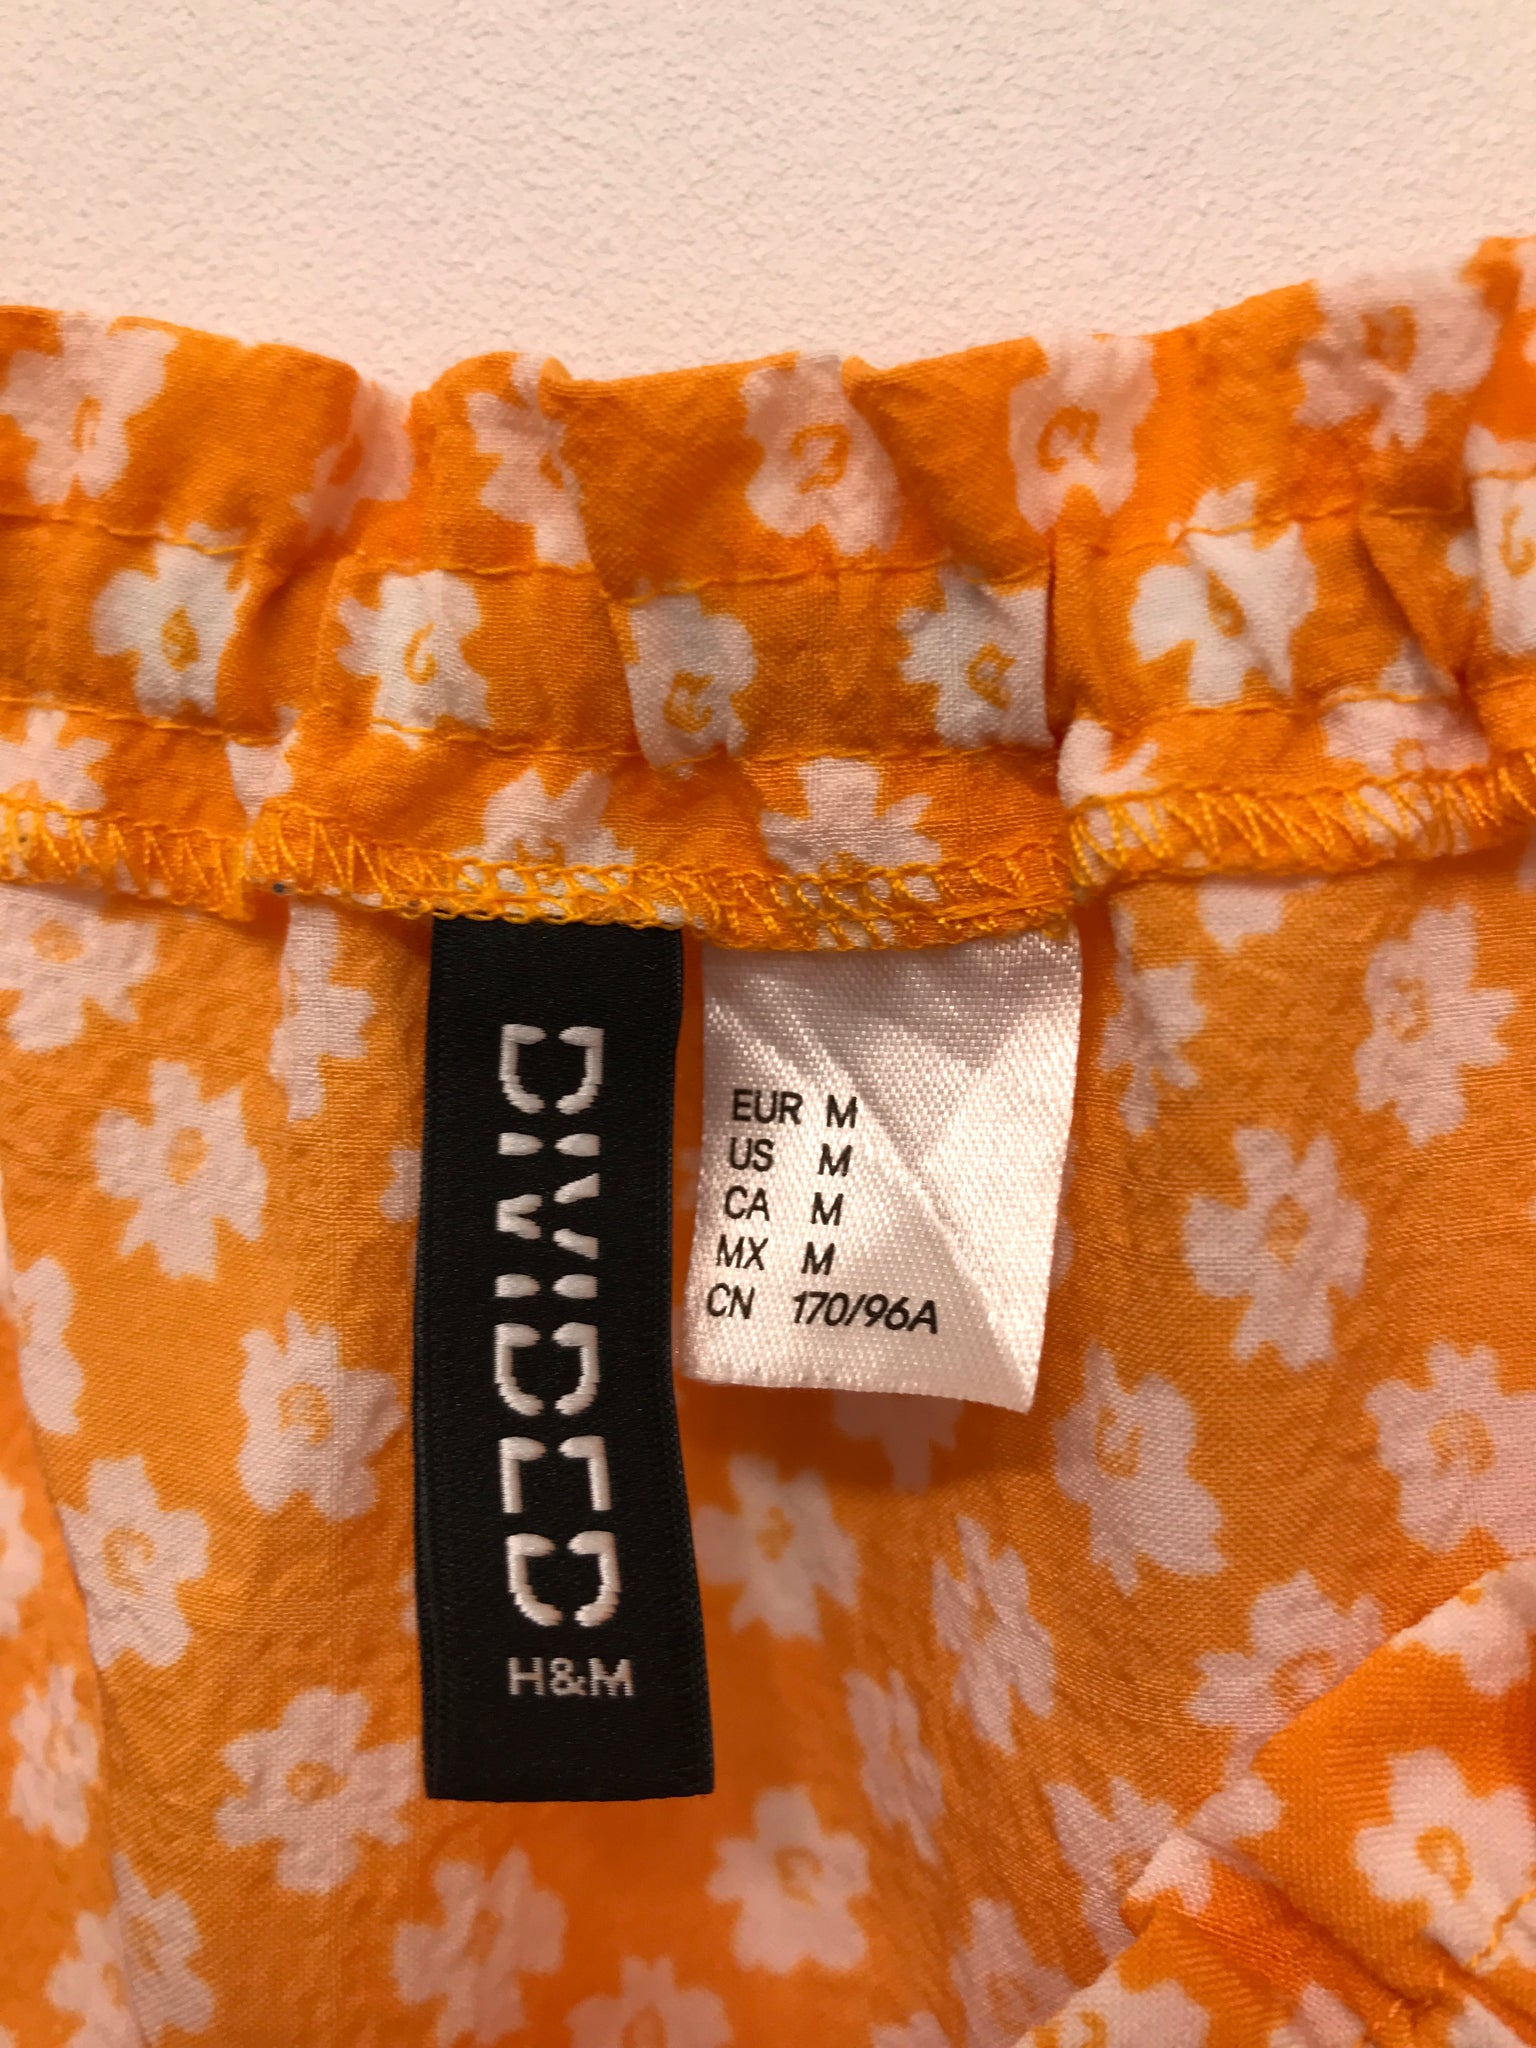 DIVIDED
H&M
EUR M
US M
CA M
MX M
CN 170/96A